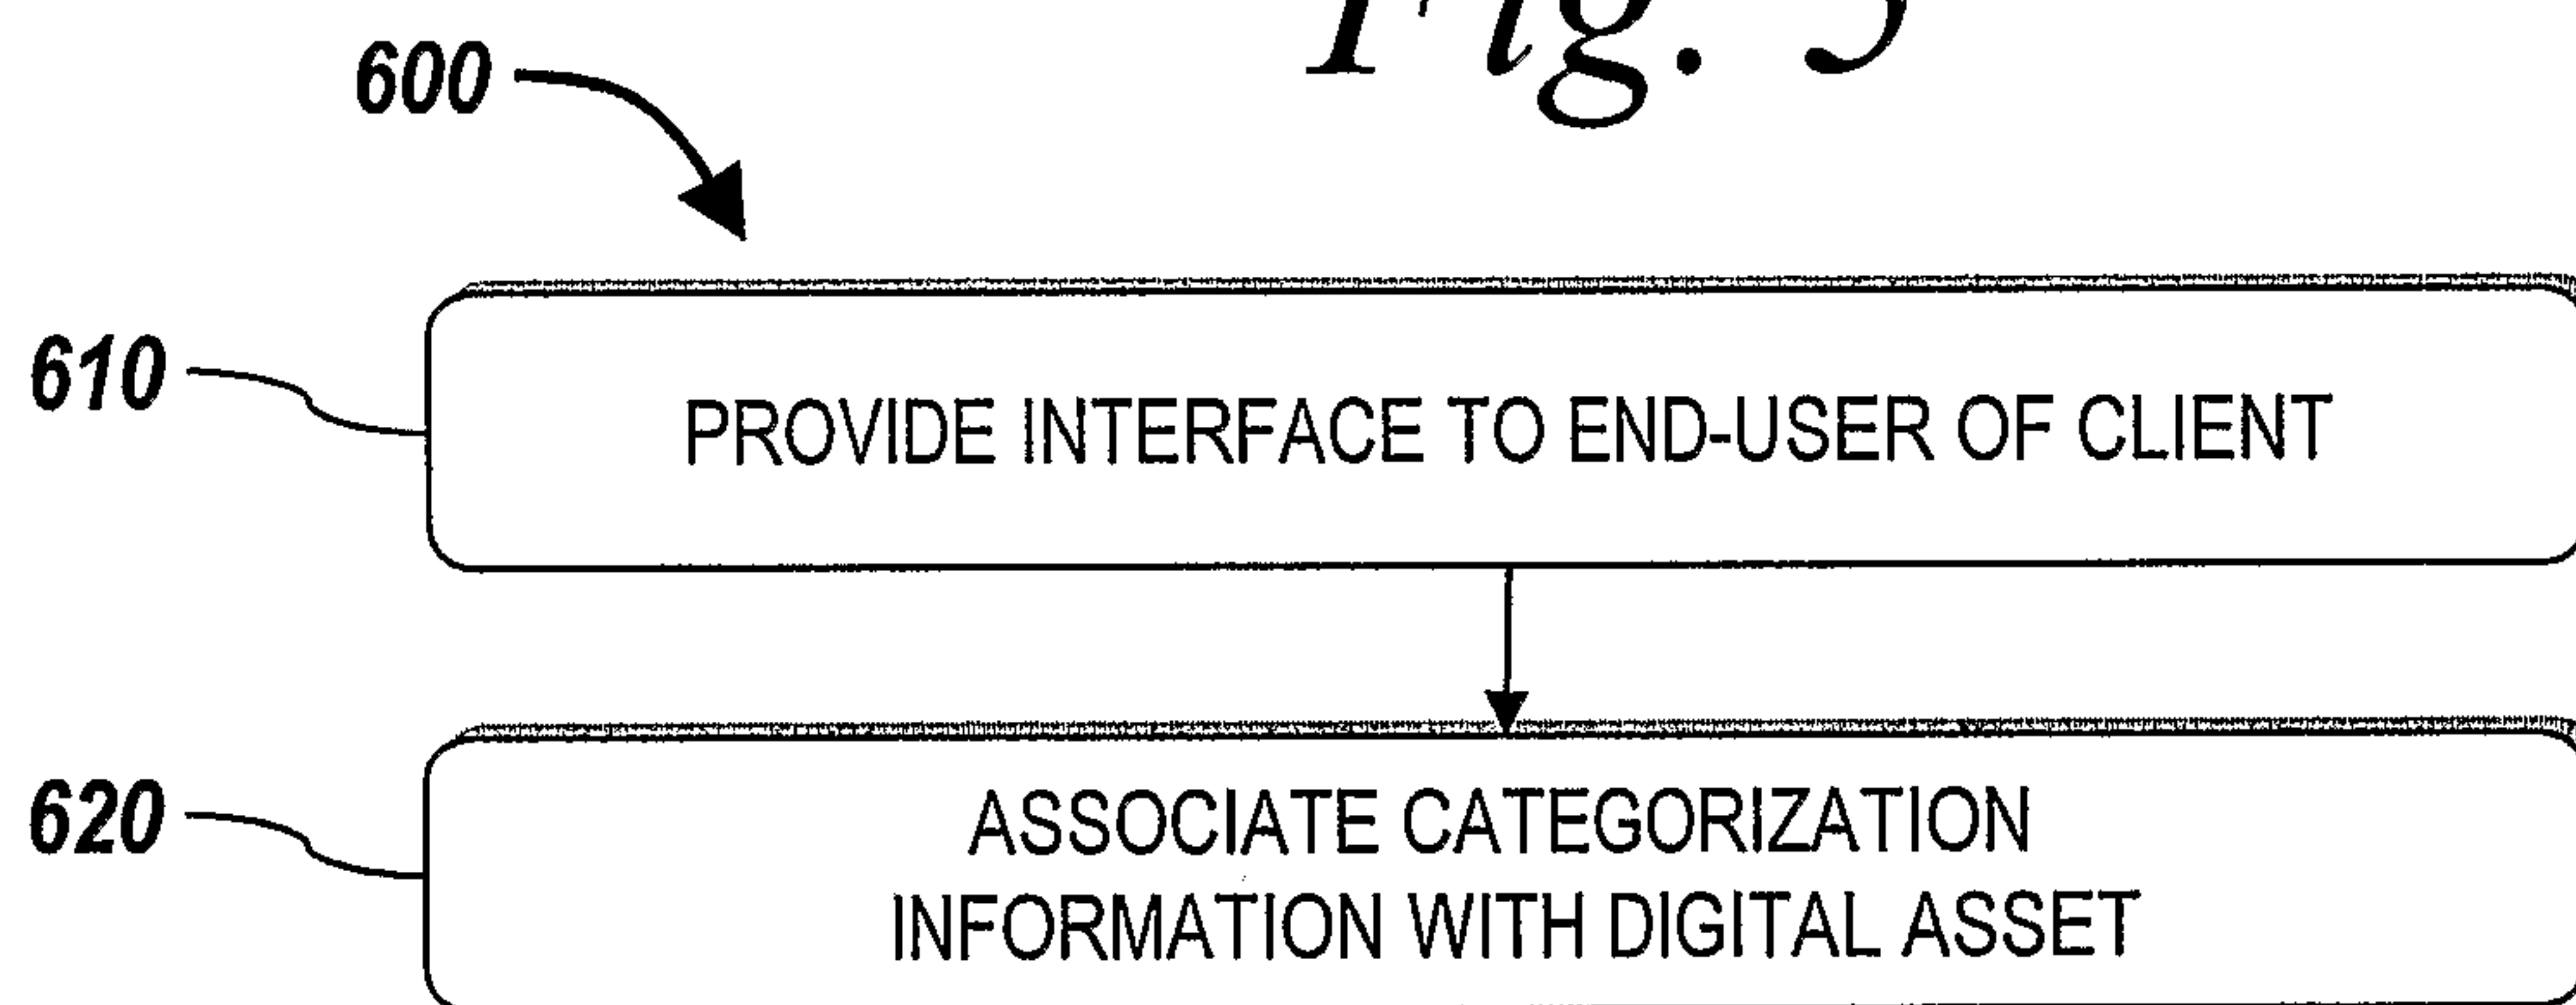 Fig. 5
600
610
PROVIDE INTERFACE TO END-USER OF CLIENT
620
ASSOCIATE CATEGORIZATION
INFORMATION WITH DIGITAL ASSET